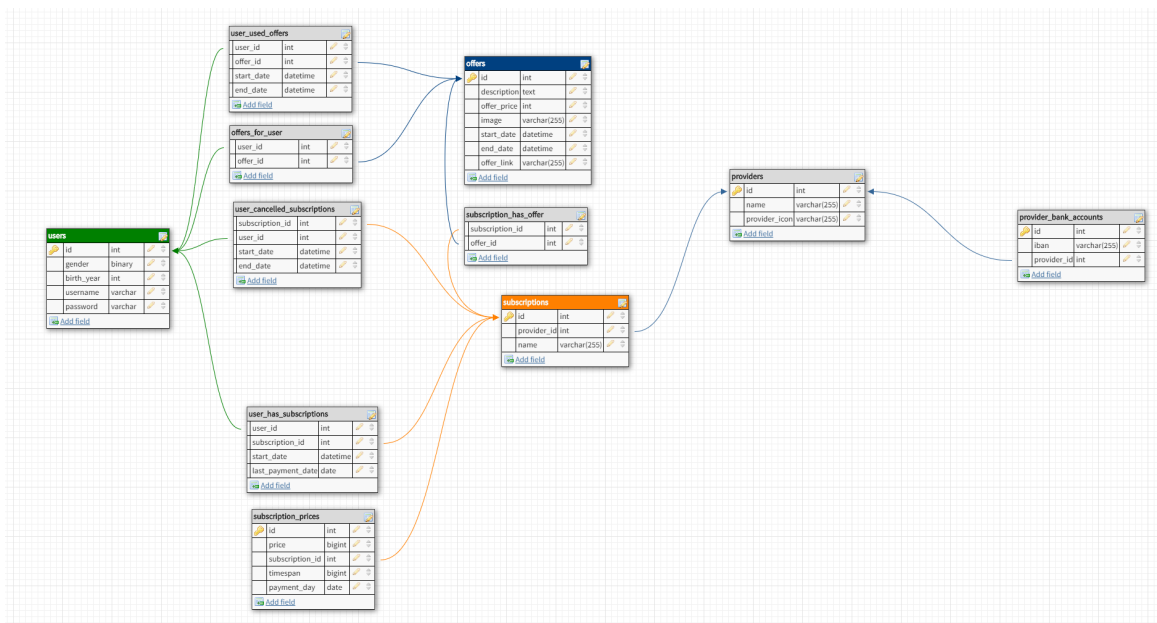 user_used_offers
user_id int
offer_id int
start_date datetime
end_date datetime
Add field
offers_for_user
user_id int
offer_id int
Add field
user_cancelled_subscriptions
subscription_id int
user_id int
start_date datetime
end_date datetime
Add field
users
id int
gender binary
birth_year int
username varchar
password varchar
Add field
offers
id int
description text
offer_price int
image varchar(255)
start_date datetime
end_date datetime
offer_link varchar(255)
Add field
subscription_has_offer
subscription_id int
offer_id int
Add field
subscriptions
id int
provider_id int
name varchar(255)
Add field
providers
id int
name varchar(255)
provider_icon varchar(255)
Add field
provider_bank_accounts
id int
iban varchar(255)
provider_id int
Add field
user_has_subscriptions
user_id int
subscription_id int
start_date datetime
last_payment_date date
Add field
subscription_prices
id int
price bigint
subscription_id int
timespan bigint
payment_day date
Add field